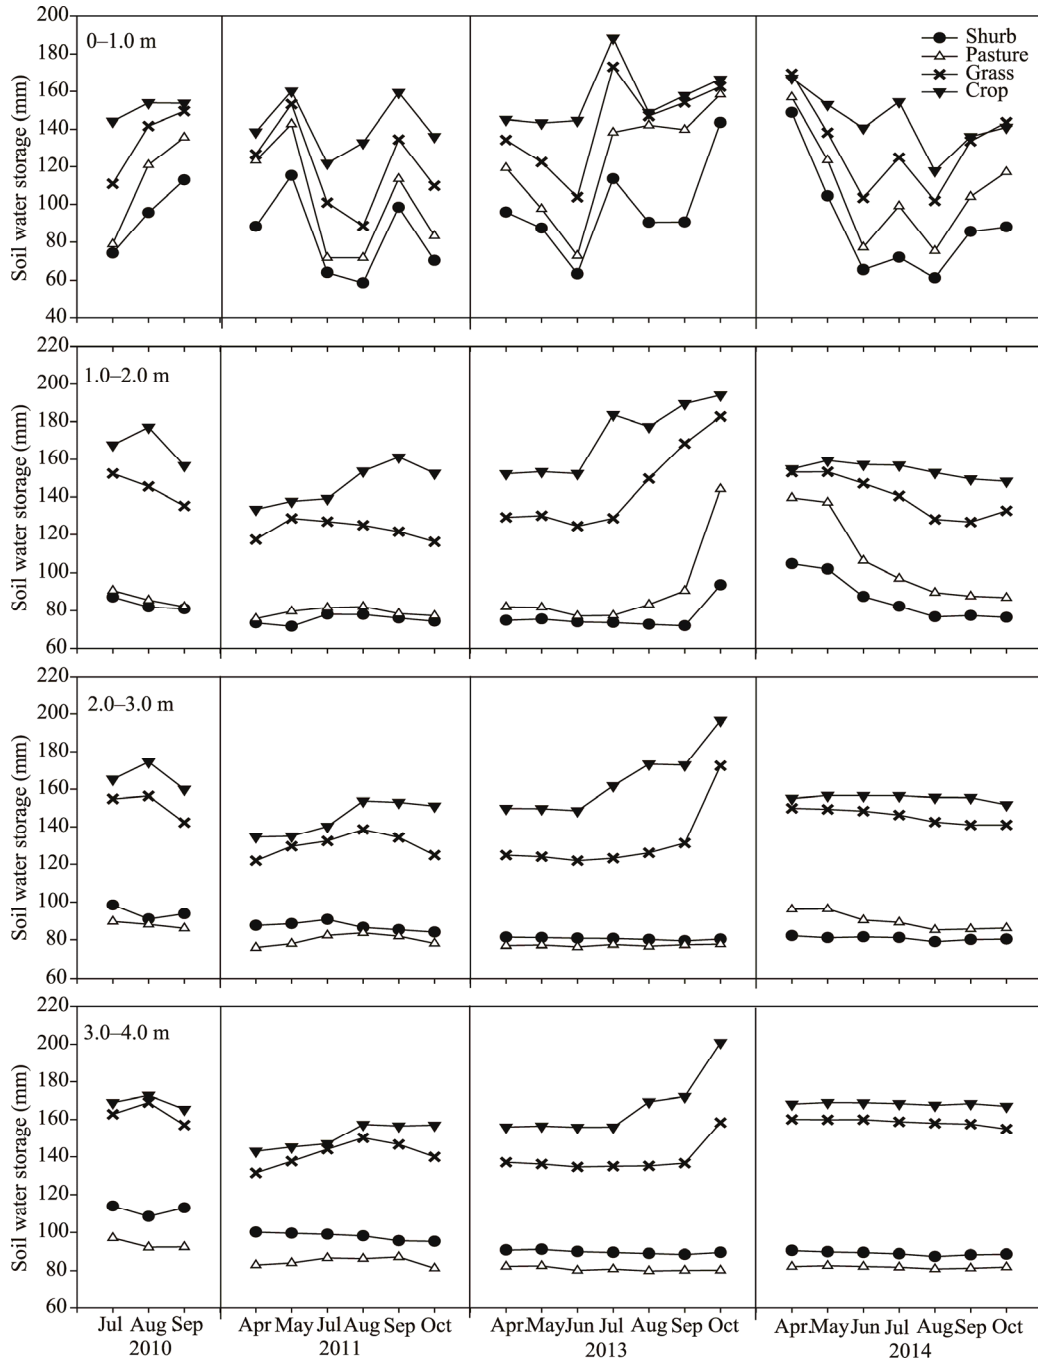 200
180
160
140
120
100
80
60
40
Soil water storage (mm)
0–1.0 m
Shurb
Pasture
Grass
Crop
220
200
180
160
140
120
100
80
60
Soil water storage (mm)
1.0–2.0 m
220
200
180
160
140
120
100
80
60
Soil water storage (mm)
2.0–3.0 m
220
200
180
160
140
120
100
80
60
Soil water storage (mm)
3.0–4.0 m
Jul Aug Sep Apr May Jul Aug Sep Oct Apr May Jun Jul Aug Sep Oct Apr May Jun Jul Aug Sep Oct
2010 2011 2013 2014